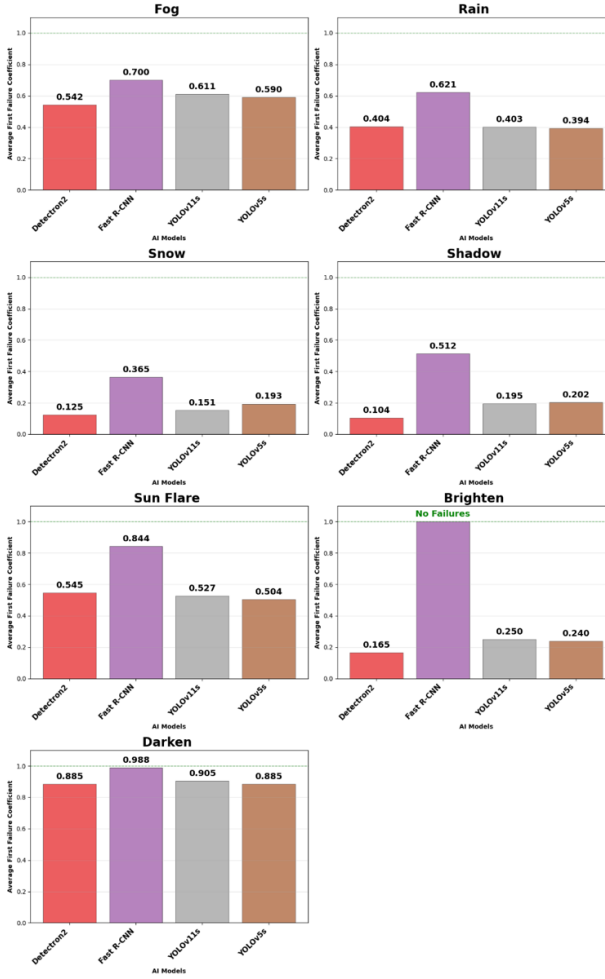 Fog
Average First Failure Coefficient
1.0
0.8
0.6
0.4
0.2
0.0
0.542
0.700
0.611
0.590
Detectron2
Fast R-CNN
YOLOv11s
YOLOv5s
AI Models
Rain
Average First Failure Coefficient
1.0
0.8
0.6
0.4
0.2
0.0
0.404
0.621
0.403
0.394
Detectron2
Fast R-CNN
YOLOv11s
YOLOv5s
AI Models
Snow
Average First Failure Coefficient
1.0
0.8
0.6
0.4
0.2
0.0
0.125
0.365
0.151
0.193
Detectron2
Fast R-CNN
YOLOv11s
YOLOv5s
AI Models
Shadow
Average First Failure Coefficient
1.0
0.8
0.6
0.4
0.2
0.0
0.104
0.512
0.195
0.202
Detectron2
Fast R-CNN
YOLOv11s
YOLOv5s
AI Models
Sun Flare
Average First Failure Coefficient
1.0
0.8
0.6
0.4
0.2
0.0
0.545
0.844
0.527
0.504
Detectron2
Fast R-CNN
YOLOv11s
YOLOv5s
AI Models
Brighten
Average First Failure Coefficient
1.0
0.8
0.6
0.4
0.2
0.0
0.165
No Failures
0.250
0.240
Detectron2
Fast R-CNN
YOLOv11s
YOLOv5s
AI Models
Darken
Average First Failure Coefficient
1.0
0.8
0.6
0.4
0.2
0.0
0.885
0.988
0.905
0.885
Detectron2
Fast R-CNN
YOLOv11s
YOLOv5s
AI Models